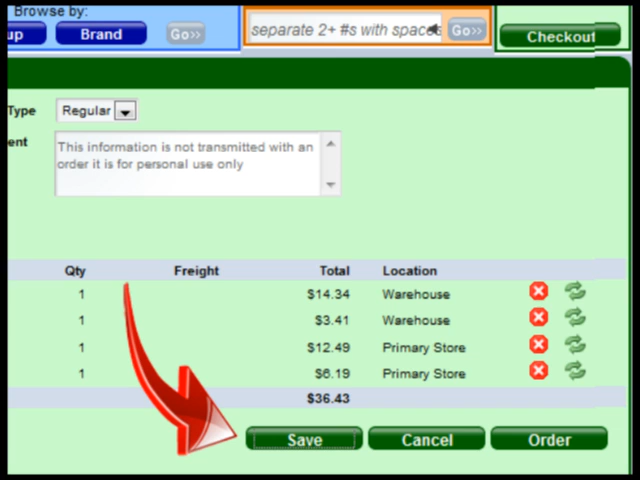 Browse by:
up Brand Go»
separate 2+ #s with spaces Go»
Checkout
Type Regular
ent This information is not transmitted with an
order it is for personal use only
Qty Freight Total Location
1 $14.34 Warehouse
1 $3.41 Warehouse
1 $12.49 Primary Store
1 $6.19 Primary Store
$36.43
Save Cancel Order